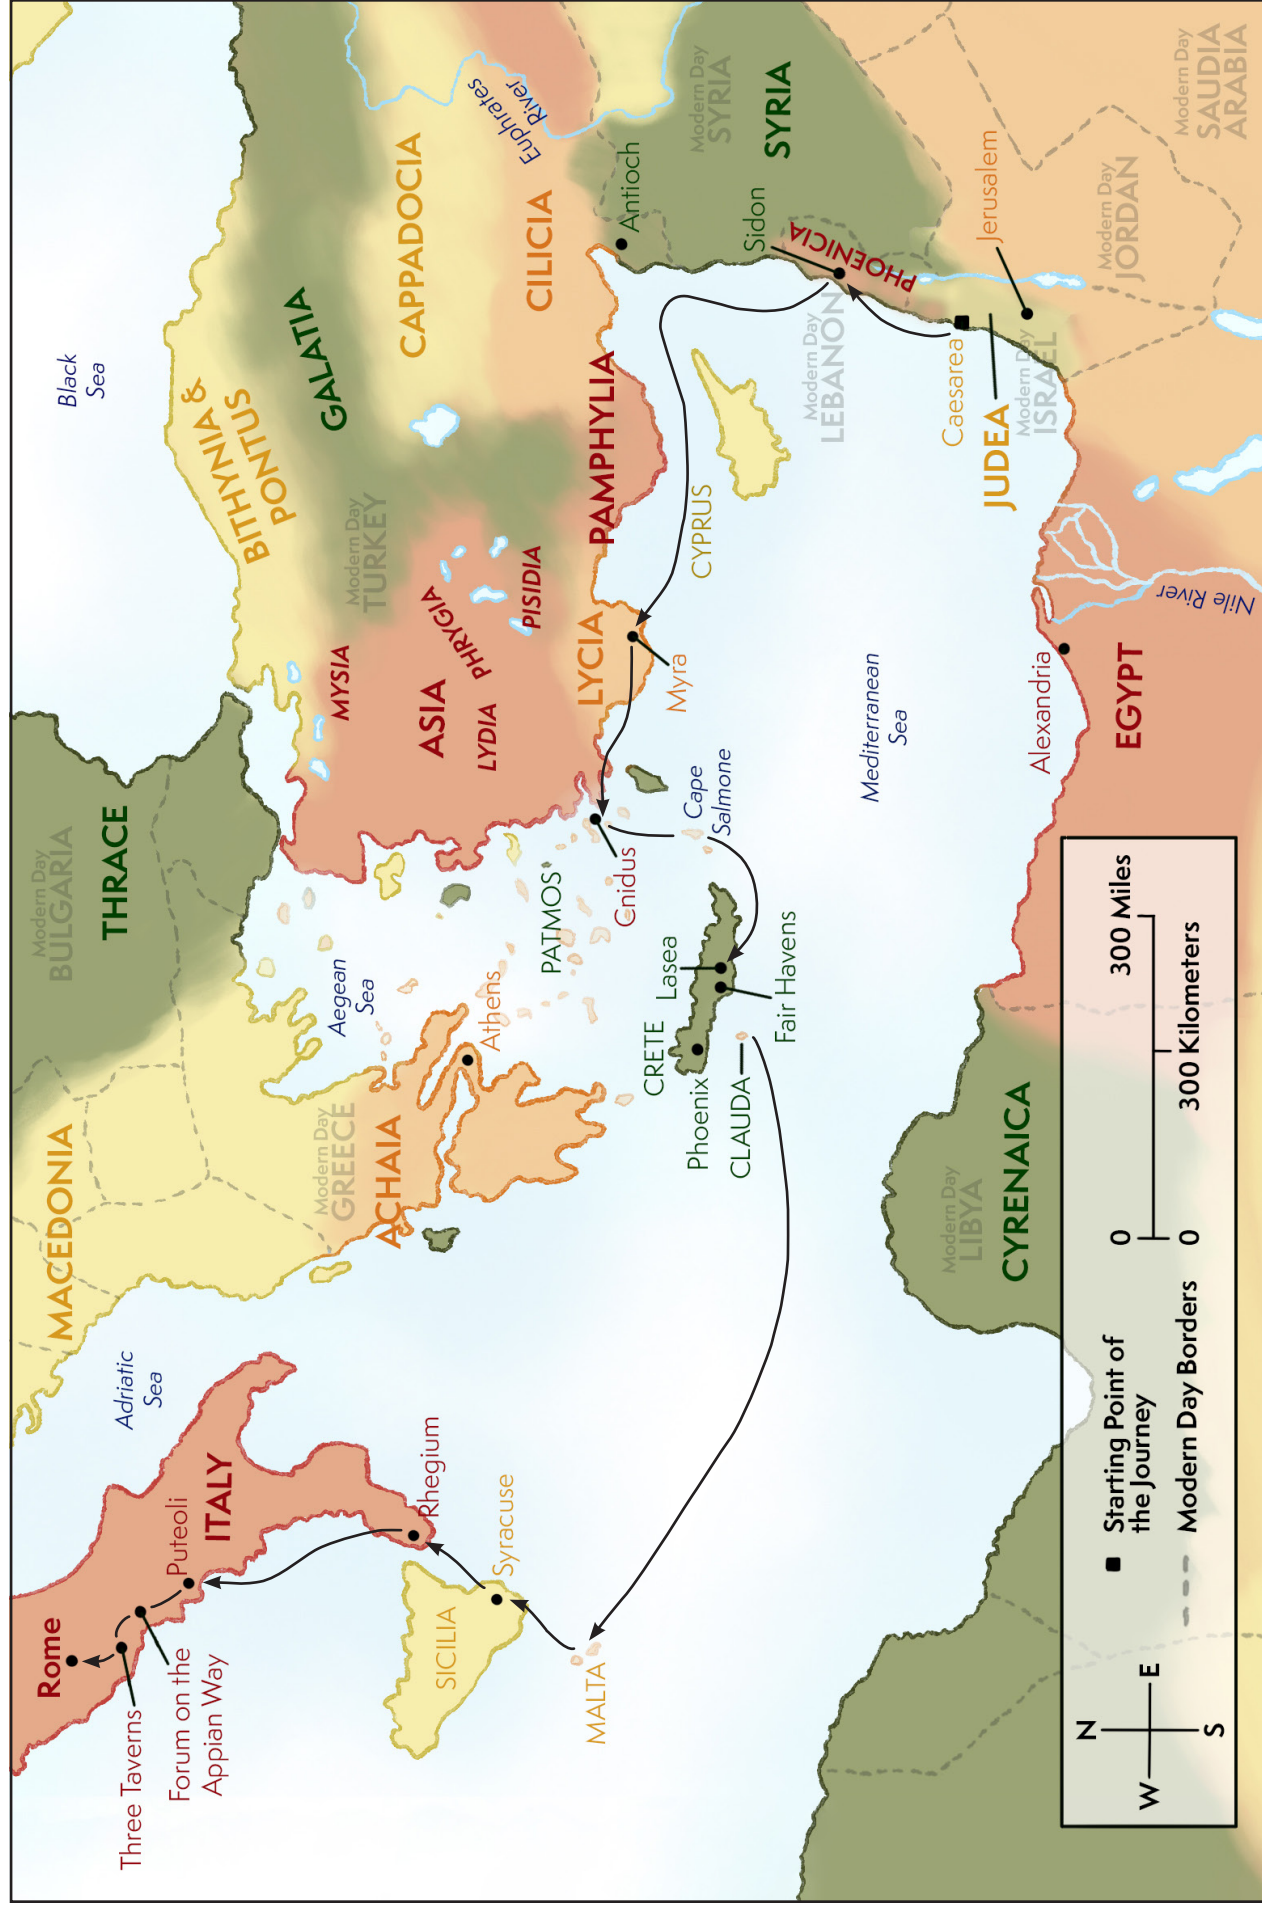 Rome
Three Taverns
Forum on the
Appian Way
Puteoli
ITALY
Adriatic
Sea
Rhegium
SICILIA
Syracuse
MALTA
MACEDONIA
Modern Day
BULGARIA
THRACE
Black
Sea
BITHYNIA &
PONTUS
GALATIA
Modern Day
TURKEY
CAPPADOCIA
Euphrates
River
CILICIA
MYSIA
ASIA
PHRYGIA
LYDIA
PISIDIA
Aegean
Sea
Modern Day
GREECE
ACHAIA
Athens
PATMOS
Cnidus
LYCIA
Myra
PAMPHYLIA
Antioch
Modern Day
SYRIA
SYRIA
Sidon
PHOENICIA
CYPRUS
Cape
Salmone
Lasea
CRETE
Fair Havens
Phoenix
CLAUDA
Mediterranean
Sea
Modern Day
LEBANON
Caesarea
JUDEA
Modern Day
ISRAEL
Jerusalem
Modern Day
JORDAN
Modern Day
SAUDIA
ARABIA
Modern Day
LIBYA
CYRENAICA
Alexandria
EGYPT
Nile River
N
W
E
S
Starting Point of
the Journey
Modern Day Borders
0
300 Miles
0
300 Kilometers